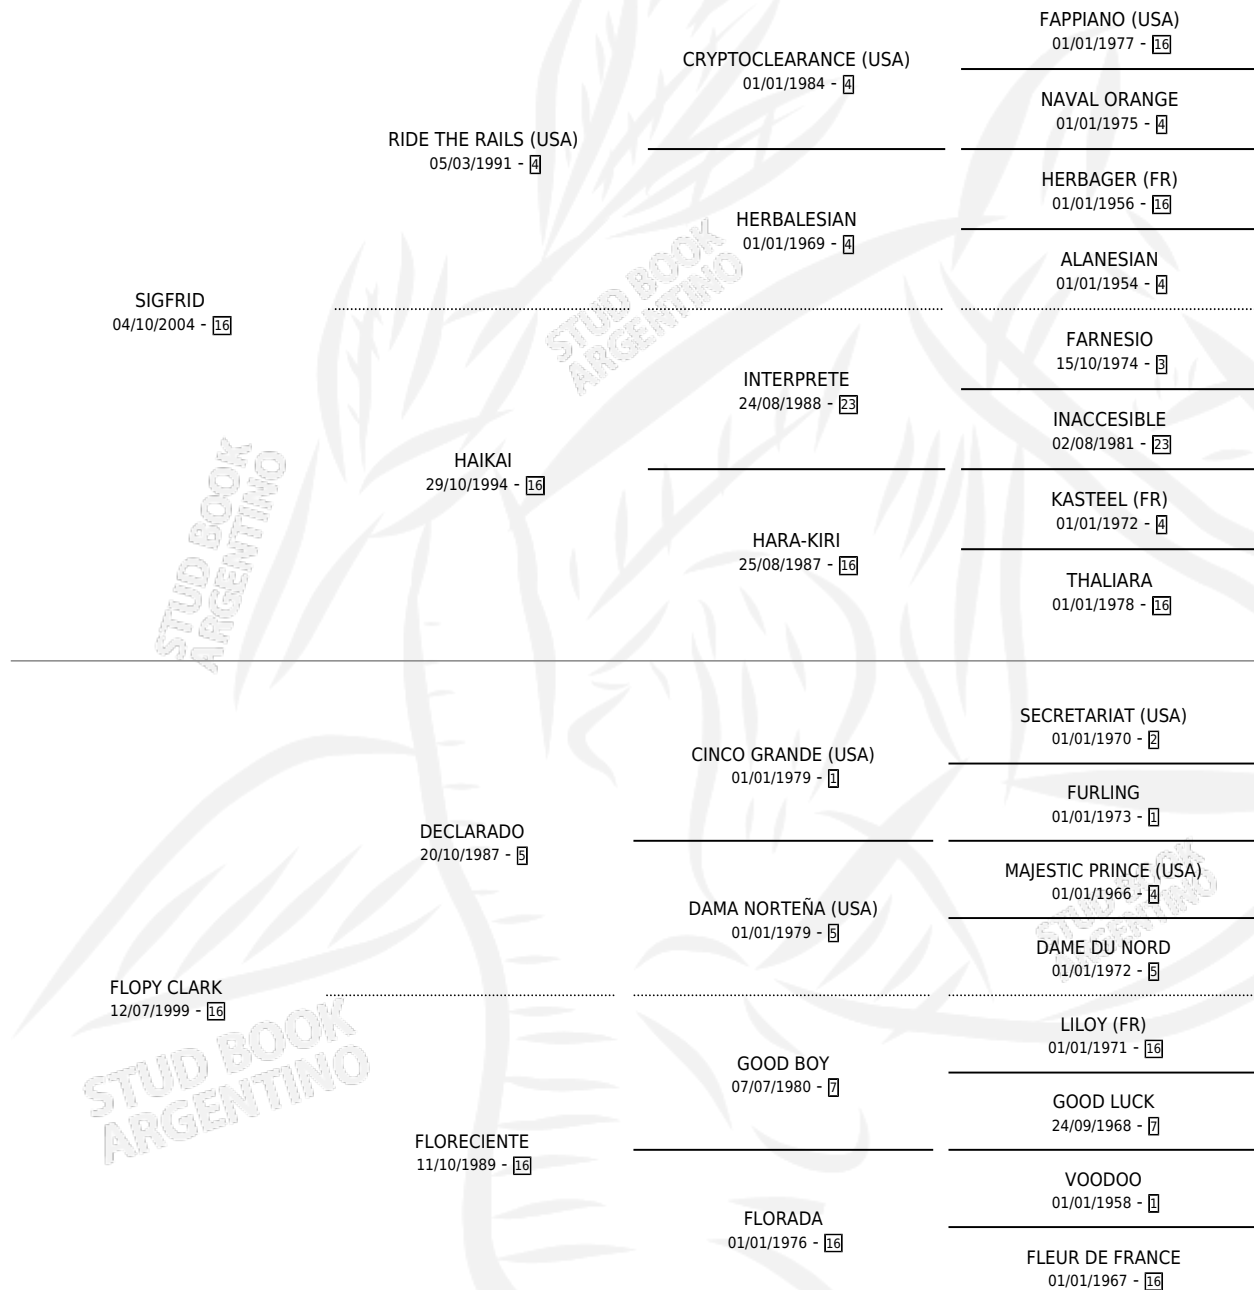 FAPPIANO (USA)
01/01/1977 - 16
CRYPTOCLEARANCE (USA)
01/01/1984 - 4
NAVAL ORANGE
01/01/1975 - 4
RIDE THE RAILS (USA)
05/03/1991 - 4
HERBAGER (FR)
01/01/1956 - 16
HERBALESIAN
01/01/1969 - 4
ALANESIAN
01/01/1954 - 4
SIGFRID
04/10/2004 - 16
STUD BOOK
ARGENTINO
FARNESIO
15/10/1974 - 3
INTERPRETE
24/08/1988 - 23
INACCESIBLE
02/08/1981 - 23
HAIKAI
29/10/1994 - 16
KASTEEL (FR)
01/01/1972 - 4
HARA-KIRI
25/08/1987 - 16
THALIARA
01/01/1978 - 16
STUD BOOK
ARGENTINO
SECRETARIAT (USA)
01/01/1970 - 2
CINCO GRANDE (USA)
01/01/1979 - 1
FURLING
01/01/1973 - 1
DECLARADO
20/10/1987 - 5
MAJESTIC PRINCE (USA)
01/01/1966 - 4
DAMA NORTEÑA (USA)
01/01/1979 - 5
STUD BOOK
ARGENTINO
DAME DU NORD
01/01/1972 - 5
FLOPY CLARK
12/07/1999 - 16
LILOY (FR)
01/01/1971 - 16
GOOD BOY
07/07/1980 - 7
STUD BOOK
ARGENTINO
GOOD LUCK
24/09/1968 - 7
FLORECIENTE
11/10/1989 - 16
VOODOO
01/01/1958 - 1
FLORADA
01/01/1976 - 16
FLEUR DE FRANCE
01/01/1967 - 16